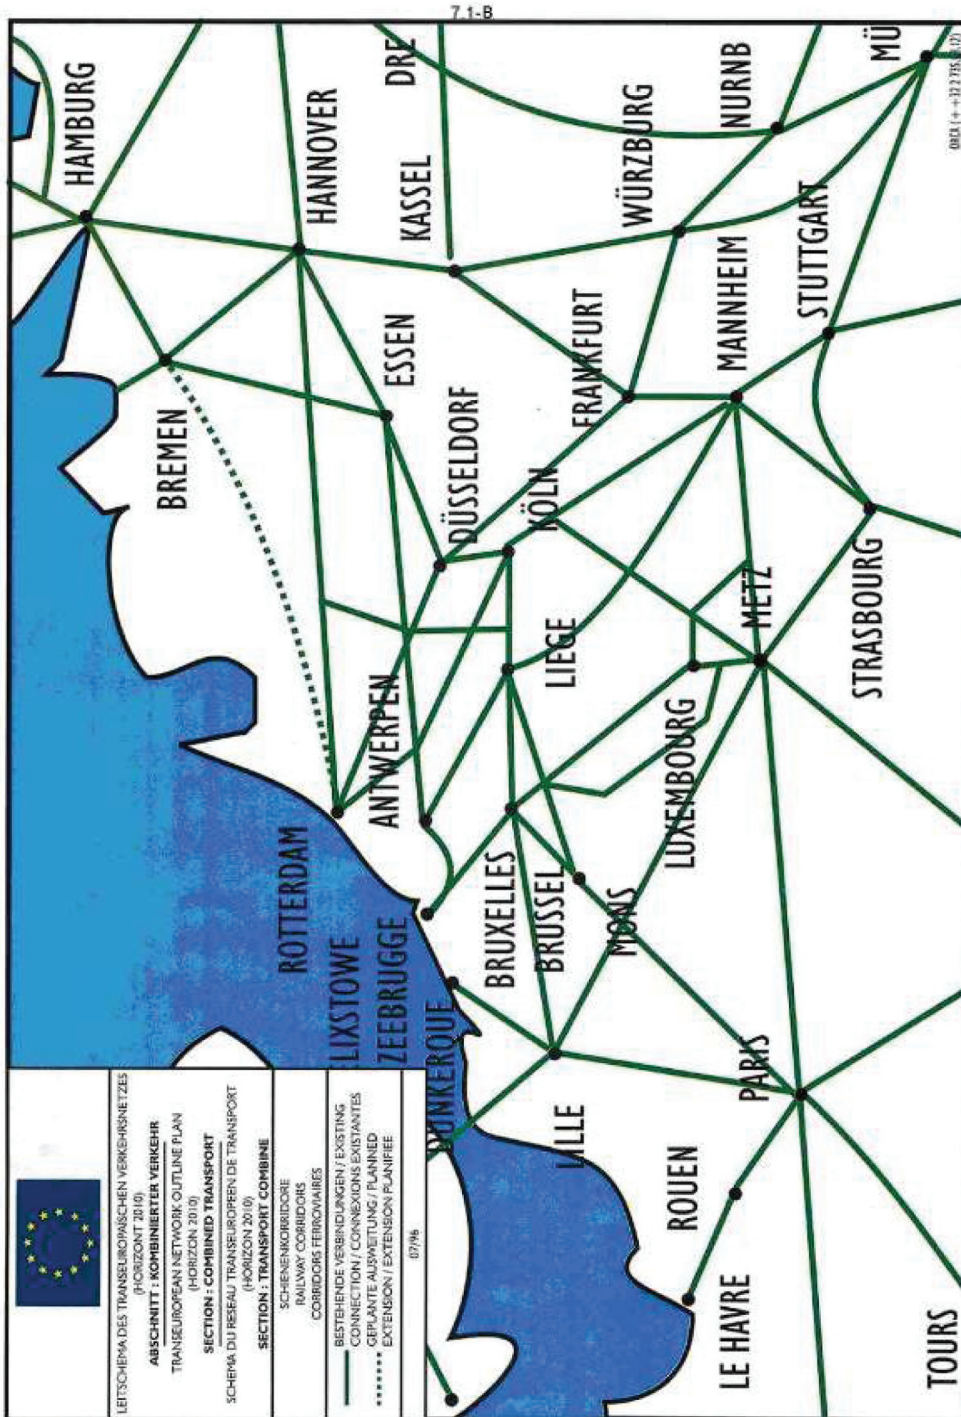 7.1-B
LEITSCHEMA DES TRANSEUROPÄISCHEN VERKEHRSNETZES
(HORIZONT 2010)
ABSCHNITT : KOMBINIERTER VERKEHR
TRANSEUROPEAN NETWORK OUTLINE PLAN
(HORIZON 2010)
SECTION : COMBINED TRANSPORT
SCHEMA DU RESEAU TRANSEUROPEEN DE TRANSPORT
(HORIZON 2010)
SECTION : TRANSPORT COMBINE
SCHIENENKORRIDORE
RAILWAY CORRIDORS
CORRIDORS FERROVIAIRES
BESTEHENDE VERBINDUNGEN / EXISTING
CONNECTION / CONNEXIONS EXISTANTES
GEPLANTE AUSWEITUNG / PLANNED
EXTENSION / EXTENSION PLANIFIEE
07/96
HAMBURG
BREMEN
HANNOVER
ROTTERDAM
ELIXSTOWE
ZEEBRUGGE
ANTWERPEN
ESSEN
KASSEL
DRE
DUNKERQUE
DÜSSELDORF
BRUXELLES
BRUSSEL
KÖLN
LIEGE
LILLE
MONS
FRANKFURT
WÜRZBURG
LUXEMBOURG
ROUEN
NURNB
MANNHEIM
METZ
PARIS
LE HAVRE
STUTTGART
STRASBOURG
MÜ
TOURS